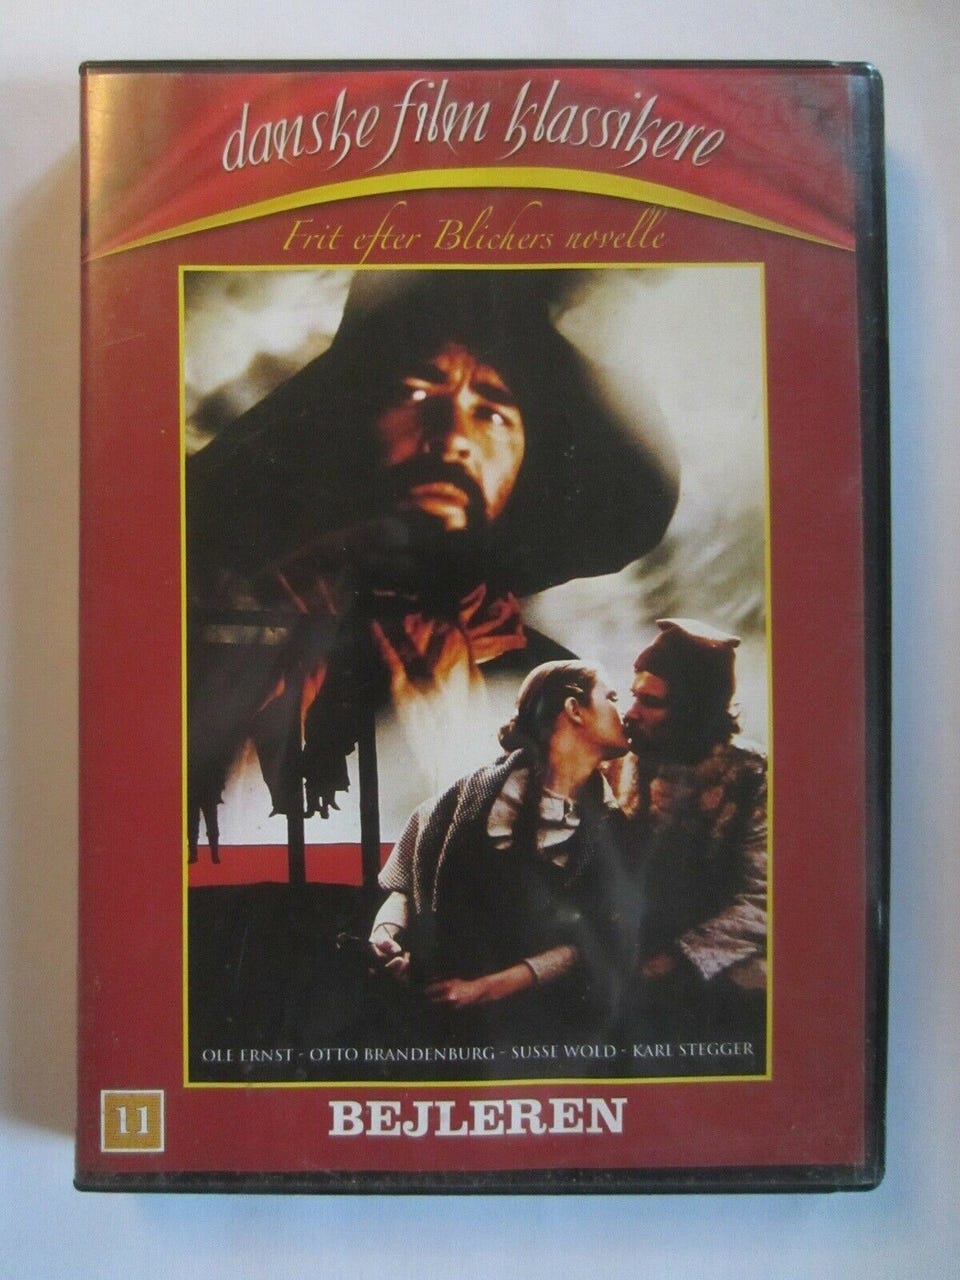 danske film klassikere
Frit efter Blichers novelle
OLE ERNST - OTTO BRANDENBURG - SUSSE WOLD - KARL STEGGER
11
BEJLEREN